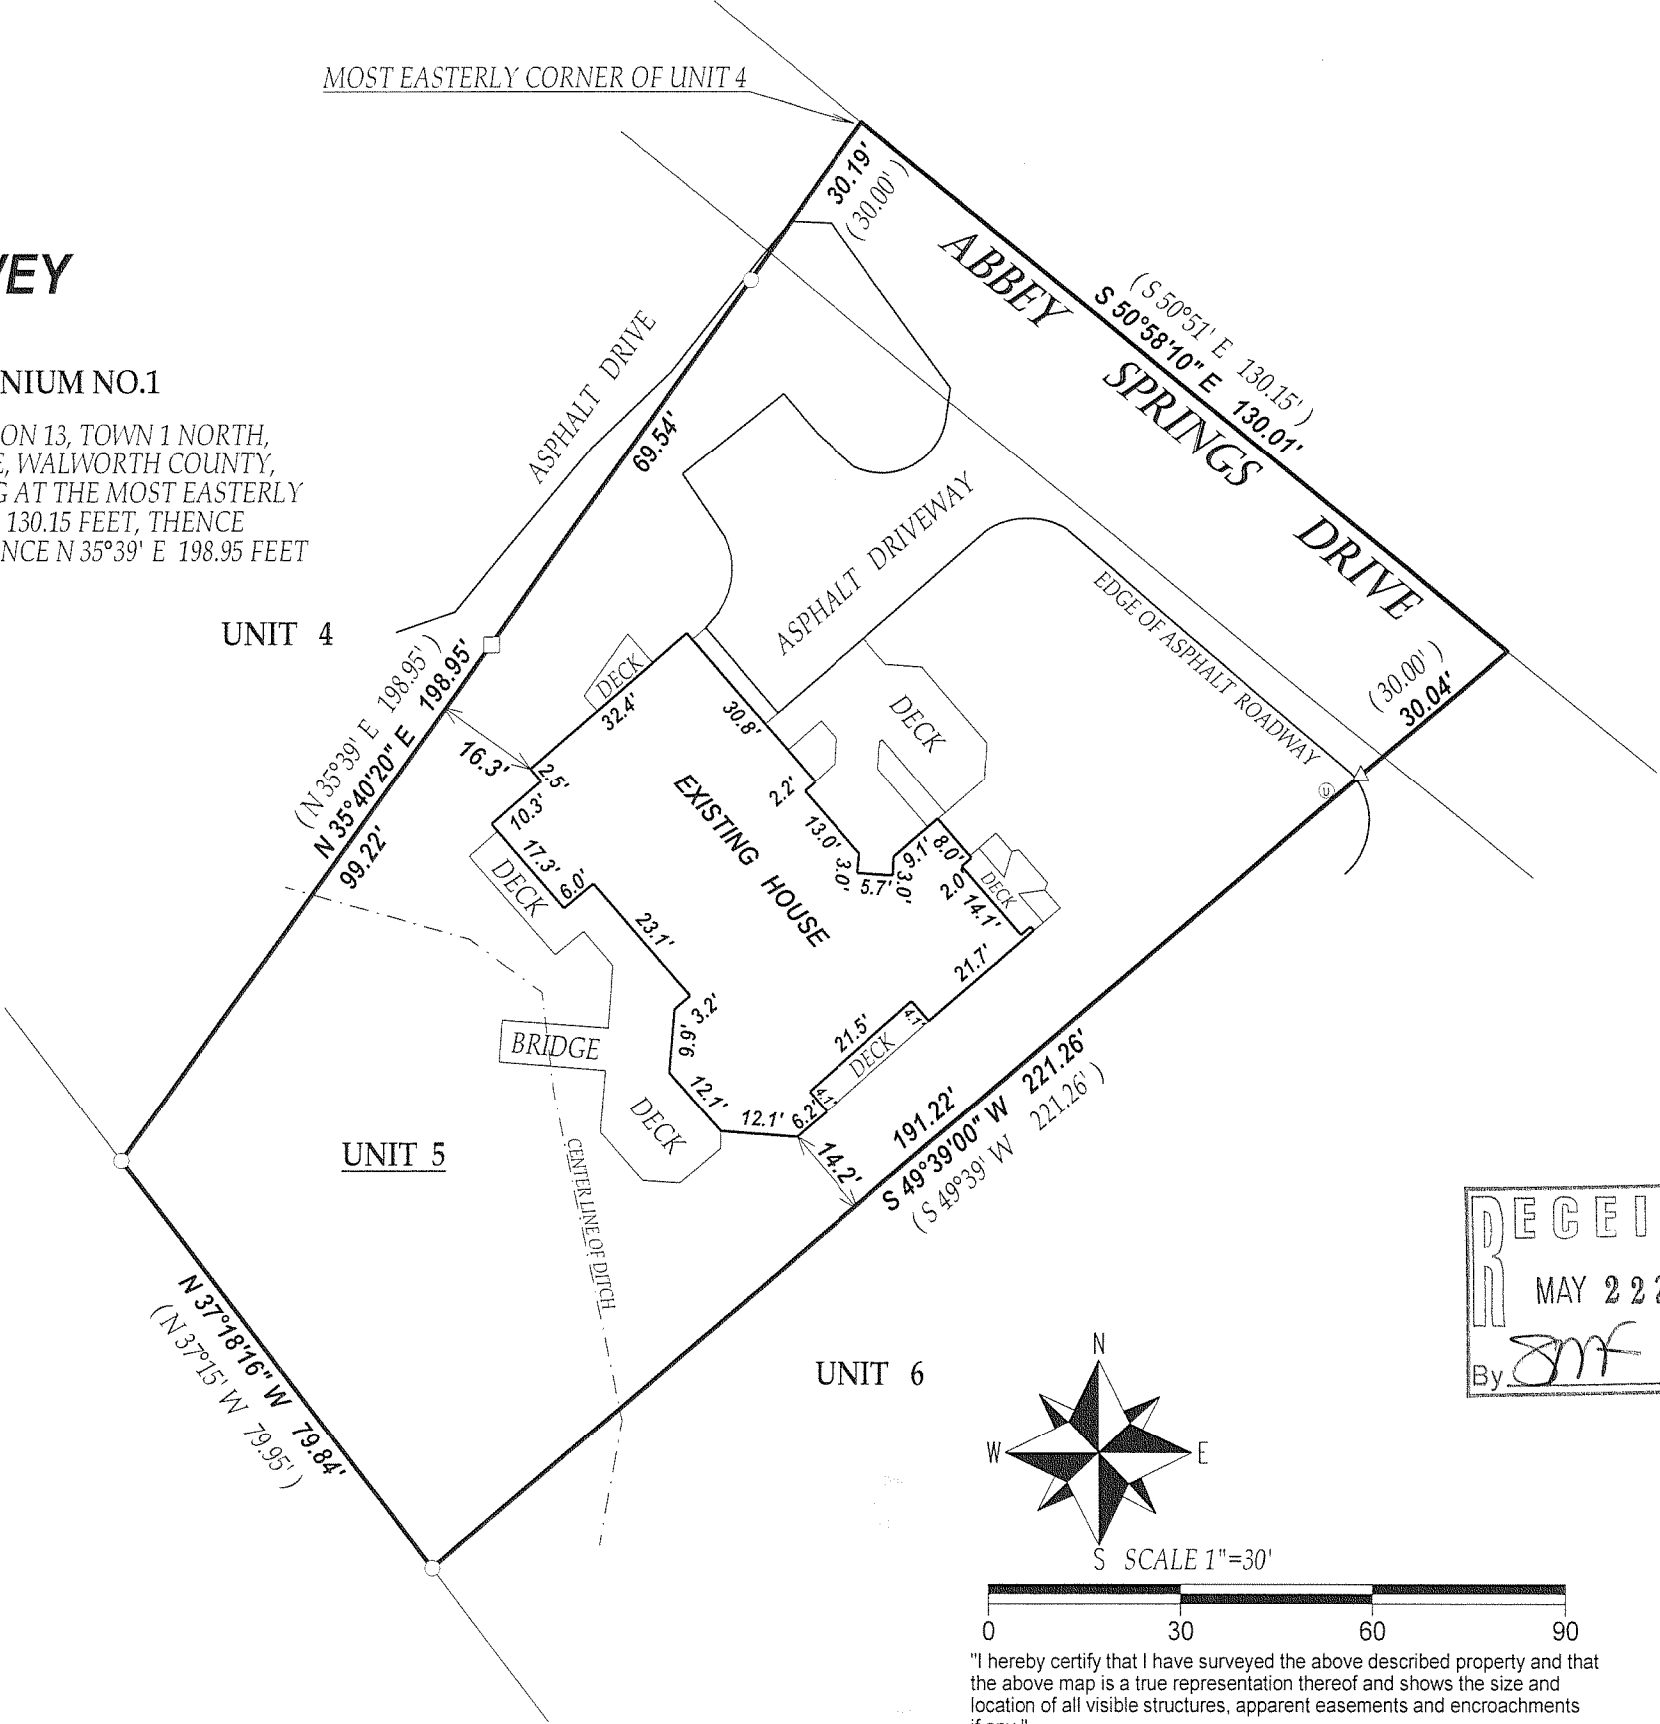 MOST EASTERLY CORNER OF UNIT 4
30.19'
(30.00')
VEY
ABBEY SPRINGS DRIVE
(S 50°51' E 130.15')
S 50°58'10" E 130.01'
NIUM NO.1
ON 13, TOWN 1 NORTH,
E, WALWORTH COUNTY,
G AT THE MOST EASTERLY
130.15 FEET, THENCE
NCE N 35°39' E 198.95 FEET
ASPHALT DRIVE
69.54'
ASPHALT DRIVEWAY
EDGE OF ASPHALT ROADWAY
UNIT 4
(30.00')
30.04'
(N 35°39' E 198.95')
N 35°40'20" E 198.95'
99.22'
16.3'
DECK
32.4'
30.8'
DECK
2.5'
10.3'
17.3'
6.0'
DECK
EXISTING HOUSE
2.2'
13.0'
3.0'
5.7'
3.0'
9.1'
8.0'
2.0'
DECK
14.1'
21.7'
23.1'
3.2'
9.9'
12.1'
12.1'
6.2'
4.1'
21.5'
4.1'
DECK
BRIDGE
DECK
14.2'
191.22'
S 49°39'00" W 221.26'
(S 49°39' W 221.26')
U
UNIT 5
CENTER LINE OF DITCH
N 37°18'16" W 79.84'
(N 37°15' W 79.95')
UNIT 6
RECEI
MAY 222
By
N
W E
S
SCALE 1"=30'
0 30 60 90
"I hereby certify that I have surveyed the above described property and that
the above map is a true representation thereof and shows the size and
location of all visible structures, apparent easements and encroachments